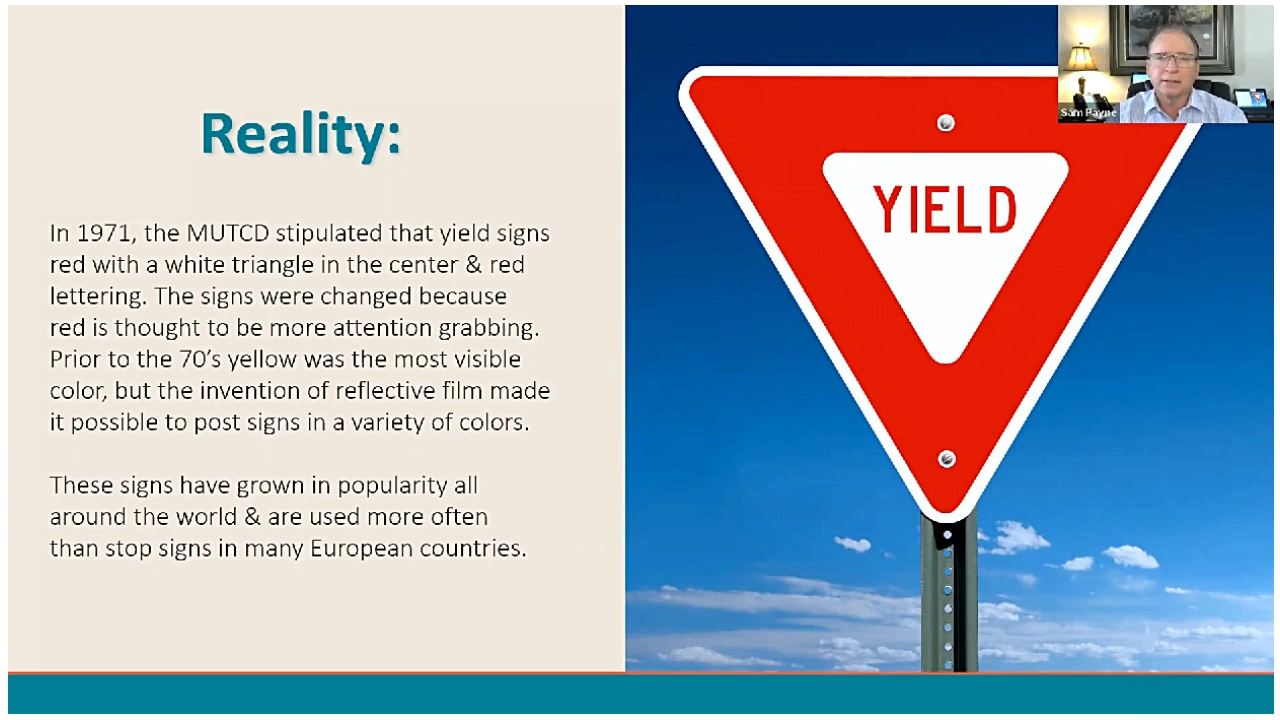 Reality:
In 1971, the MUTCD stipulated that yield signs
red with a white triangle in the center & red
lettering. The signs were changed because
red is thought to be more attention grabbing.
Prior to the 70’s yellow was the most visible
color, but the invention of reflective film made
it possible to post signs in a variety of colors.
These signs have grown in popularity all
around the world & are used more often
than stop signs in many European countries.
YIELD
Sam Payne